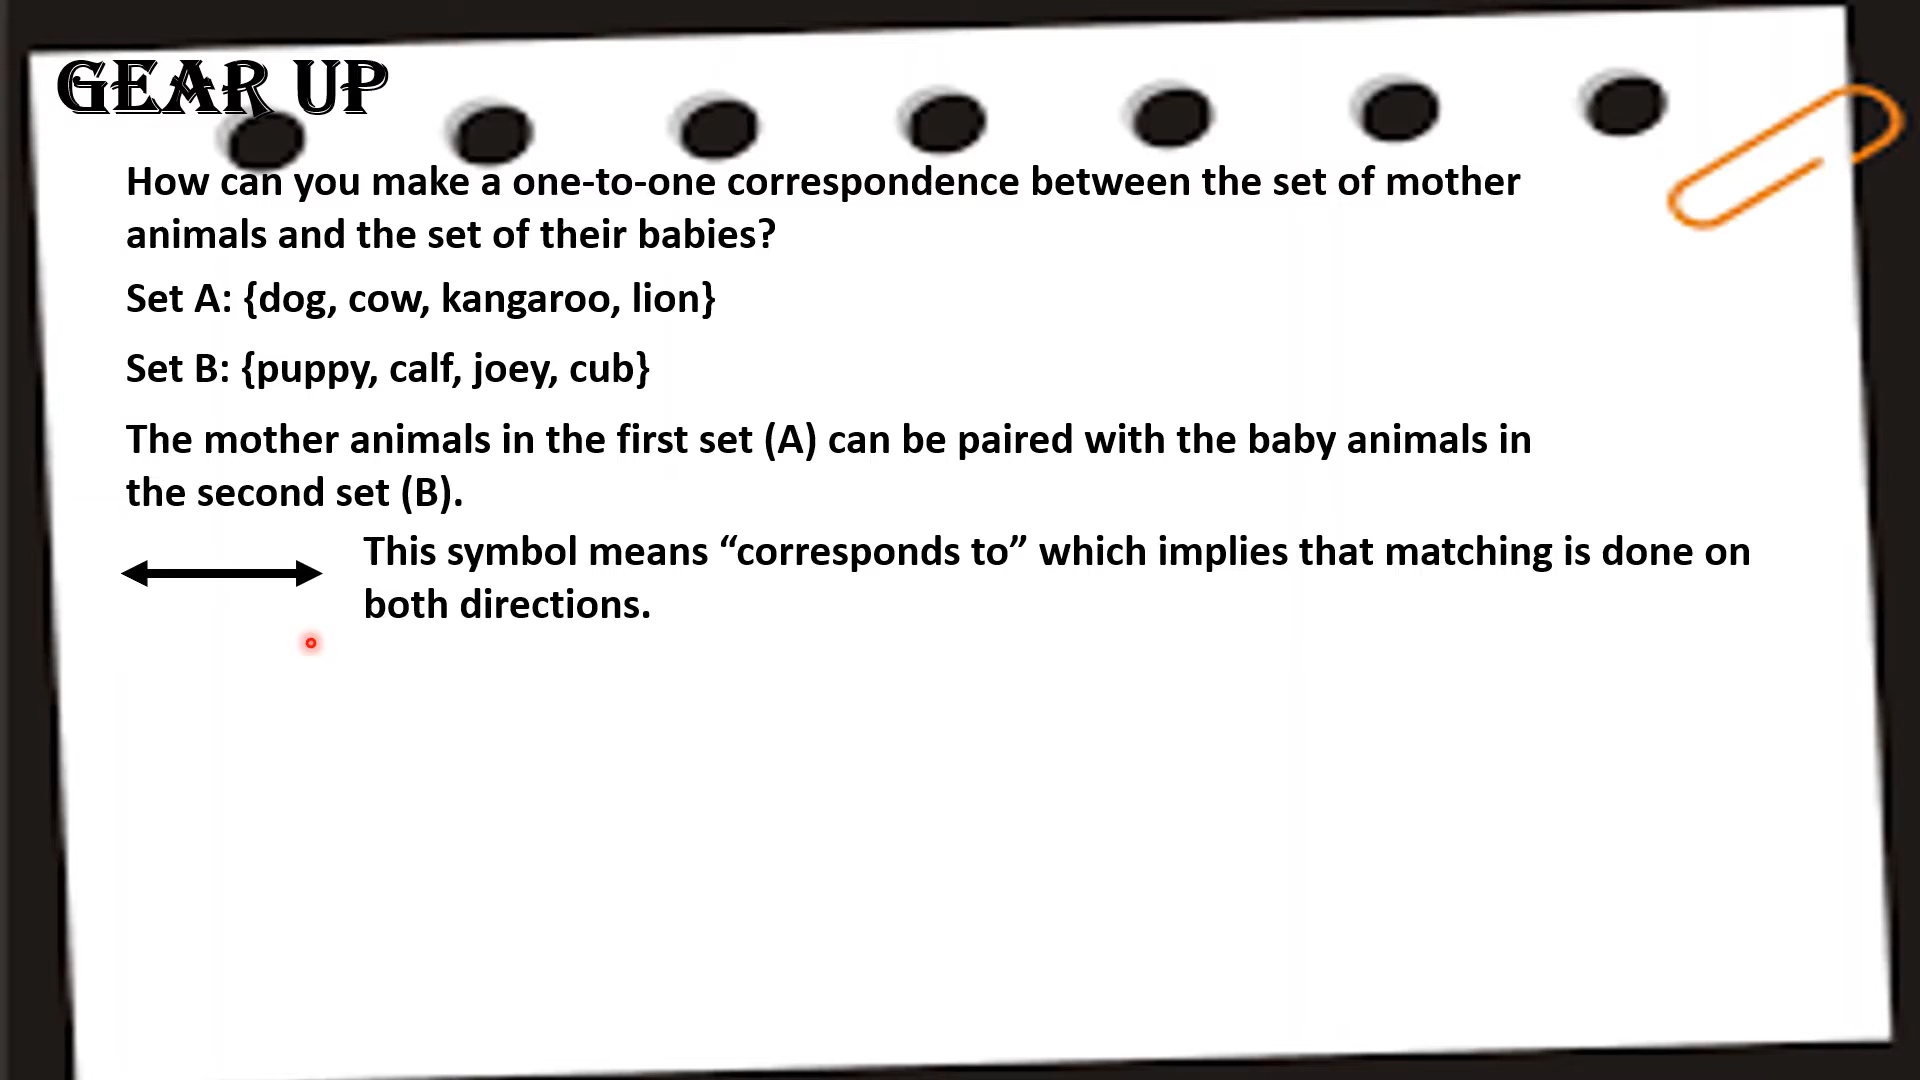 GEAR UP
How can you make a one-to-one correspondence between the set of mother
animals and the set of their babies?
Set A: {dog, cow, kangaroo, lion}
Set B: {puppy, calf, joey, cub}
The mother animals in the first set (A) can be paired with the baby animals in
the second set (B).
This symbol means “corresponds to” which implies that matching is done on
both directions.